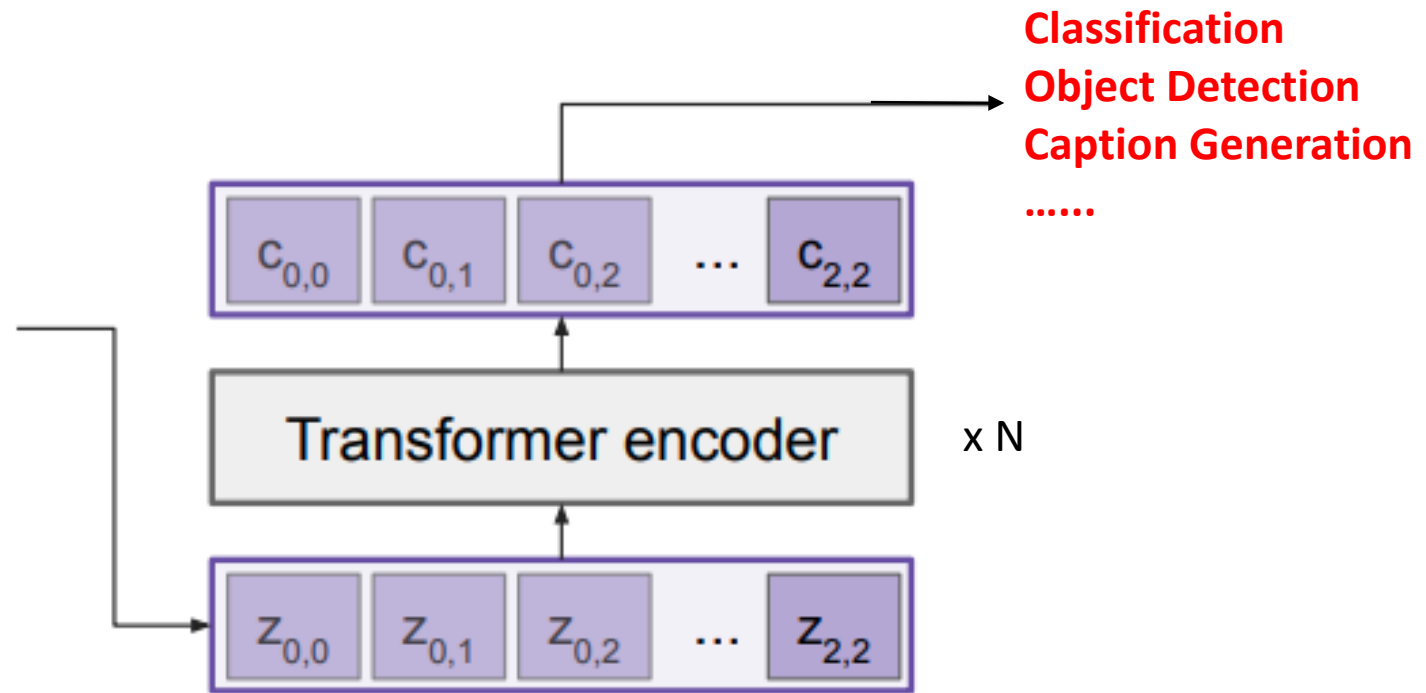 Classification
Object Detection
Caption Generation
…...
c0,0 c0,1 c0,2 ... c2,2
Transformer encoder x N
z0,0 z0,1 z0,2 ... z2,2